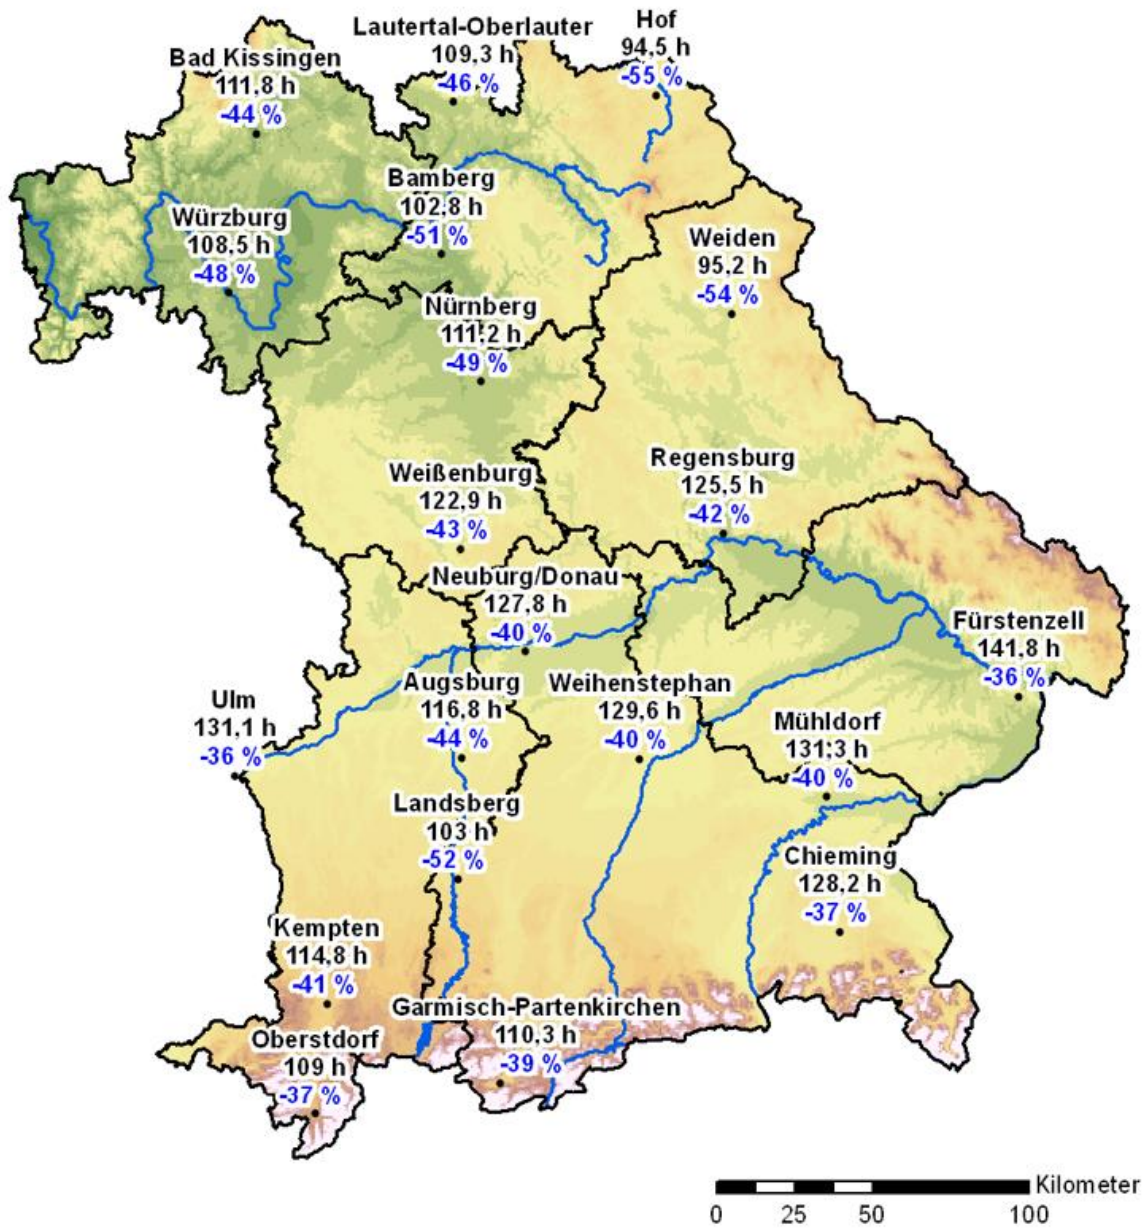 Lautertal-Oberlauter
109,3 h
-46 %
Hof
94,5 h
-55 %
Bad Kissingen
111,8 h
-44 %
Bamberg
102,8 h
-51 %
Würzburg
108,5 h
-48 %
Weiden
95,2 h
-54 %
Nürnberg
111,2 h
-49 %
Weißenburg
122,9 h
-43 %
Regensburg
125,5 h
-42 %
Neuburg/Donau
127,8 h
-40 %
Fürstenzell
141,8 h
-36 %
Ulm
131,1 h
-36 %
Augsburg
116,8 h
-44 %
Weihenstephan
129,6 h
-40 %
Mühldorf
131,3 h
-40 %
Landsberg
103 h
-52 %
Chieming
128,2 h
-37 %
Kempten
114,8 h
-41 %
Garmisch-Partenkirchen
110,3 h
-39 %
Oberstdorf
109 h
-37 %
Kilometer
0 25 50 100